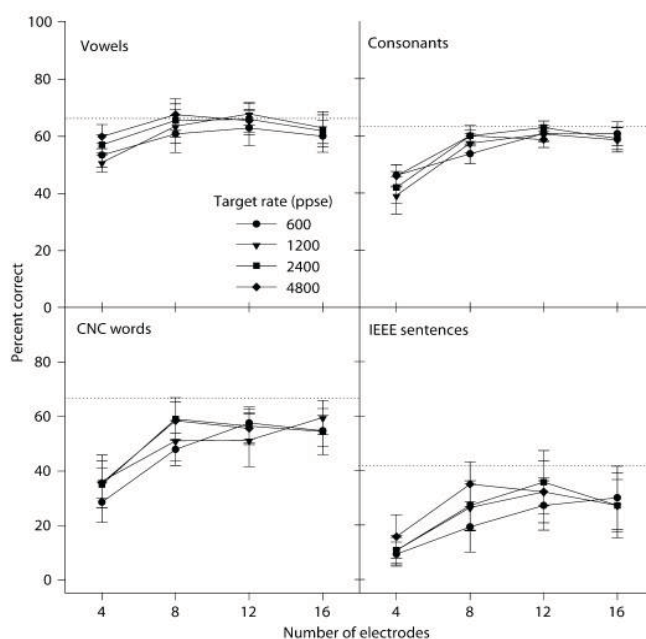 100
80
60
40
20
0
Vowels
Consonants
Target rate (ppse)
600
1200
2400
4800
Percent correct
80
60
40
20
0
CNC words
IEEE sentences
4 8 12 16 4 8 12 16
Number of electrodes